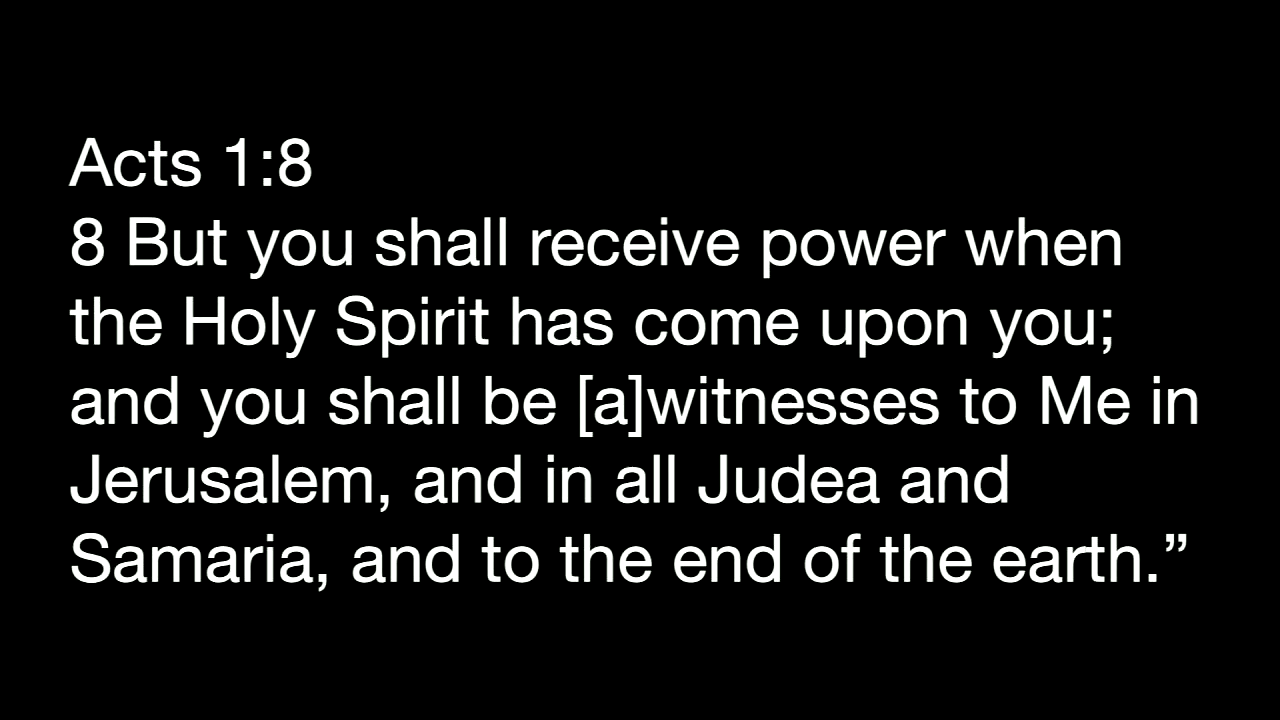 Acts 1:8
8 But you shall receive power when
the Holy Spirit has come upon you;
and you shall be [a]witnesses to Me in
Jerusalem, and in all Judea and
Samaria, and to the end of the earth.”